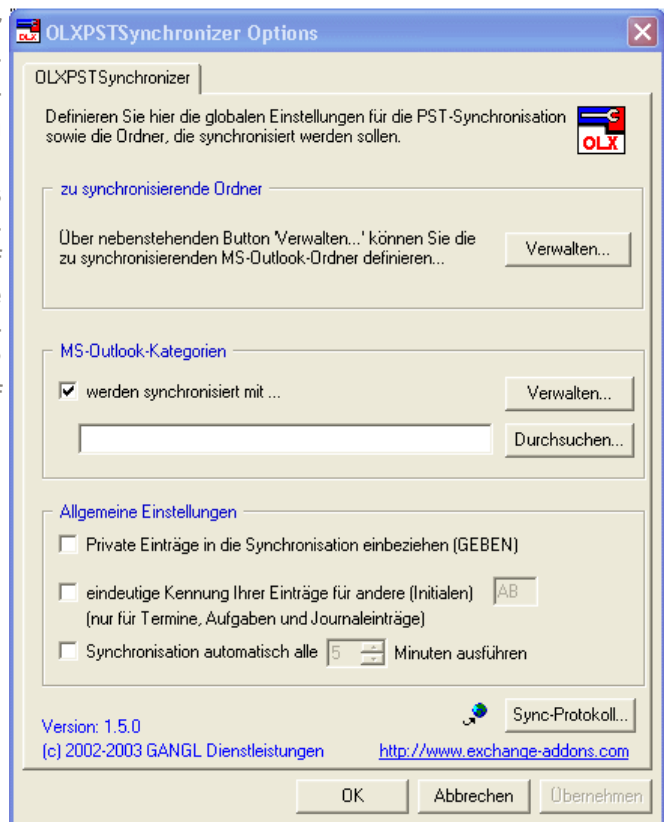 OLXPSTSynchronizer Options
OLXPSTSynchronizer
Definieren Sie hier die globalen Einstellungen für die PST-Synchronisation
sowie die Ordner, die synchronisiert werden sollen.
OLX
zu synchronisierende Ordner
Über nebenstehenden Button 'Verwalten...' können Sie die
zu synchronisierenden MS-Outlook-Ordner definieren...
Verwalten...
MS-Outlook-Kategorien
werden synchronisiert mit ...
Verwalten...
Durchsuchen...
Allgemeine Einstellungen
Private Einträge in die Synchronisation einbeziehen (GEBEN)
eindeutige Kennung Ihrer Einträge für andere (Initialen) AB
(nur für Termine, Aufgaben und Journaleinträge)
Synchronisation automatisch alle 5 Minuten ausführen
Sync-Protokoll...
Version: 1.5.0
(c) 2002-2003 GANGL Dienstleistungen http://www.exchange-addons.com
OK Abbrechen Übernehmen